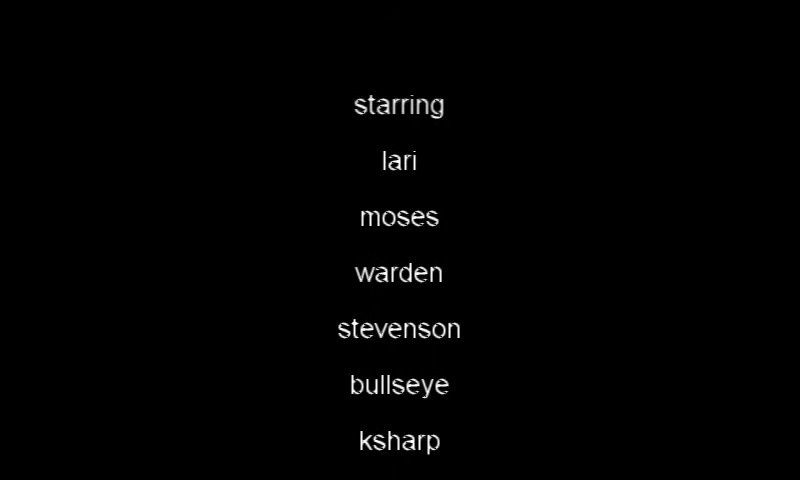 starring
lari
moses
warden
stevenson
bullseye
ksharp